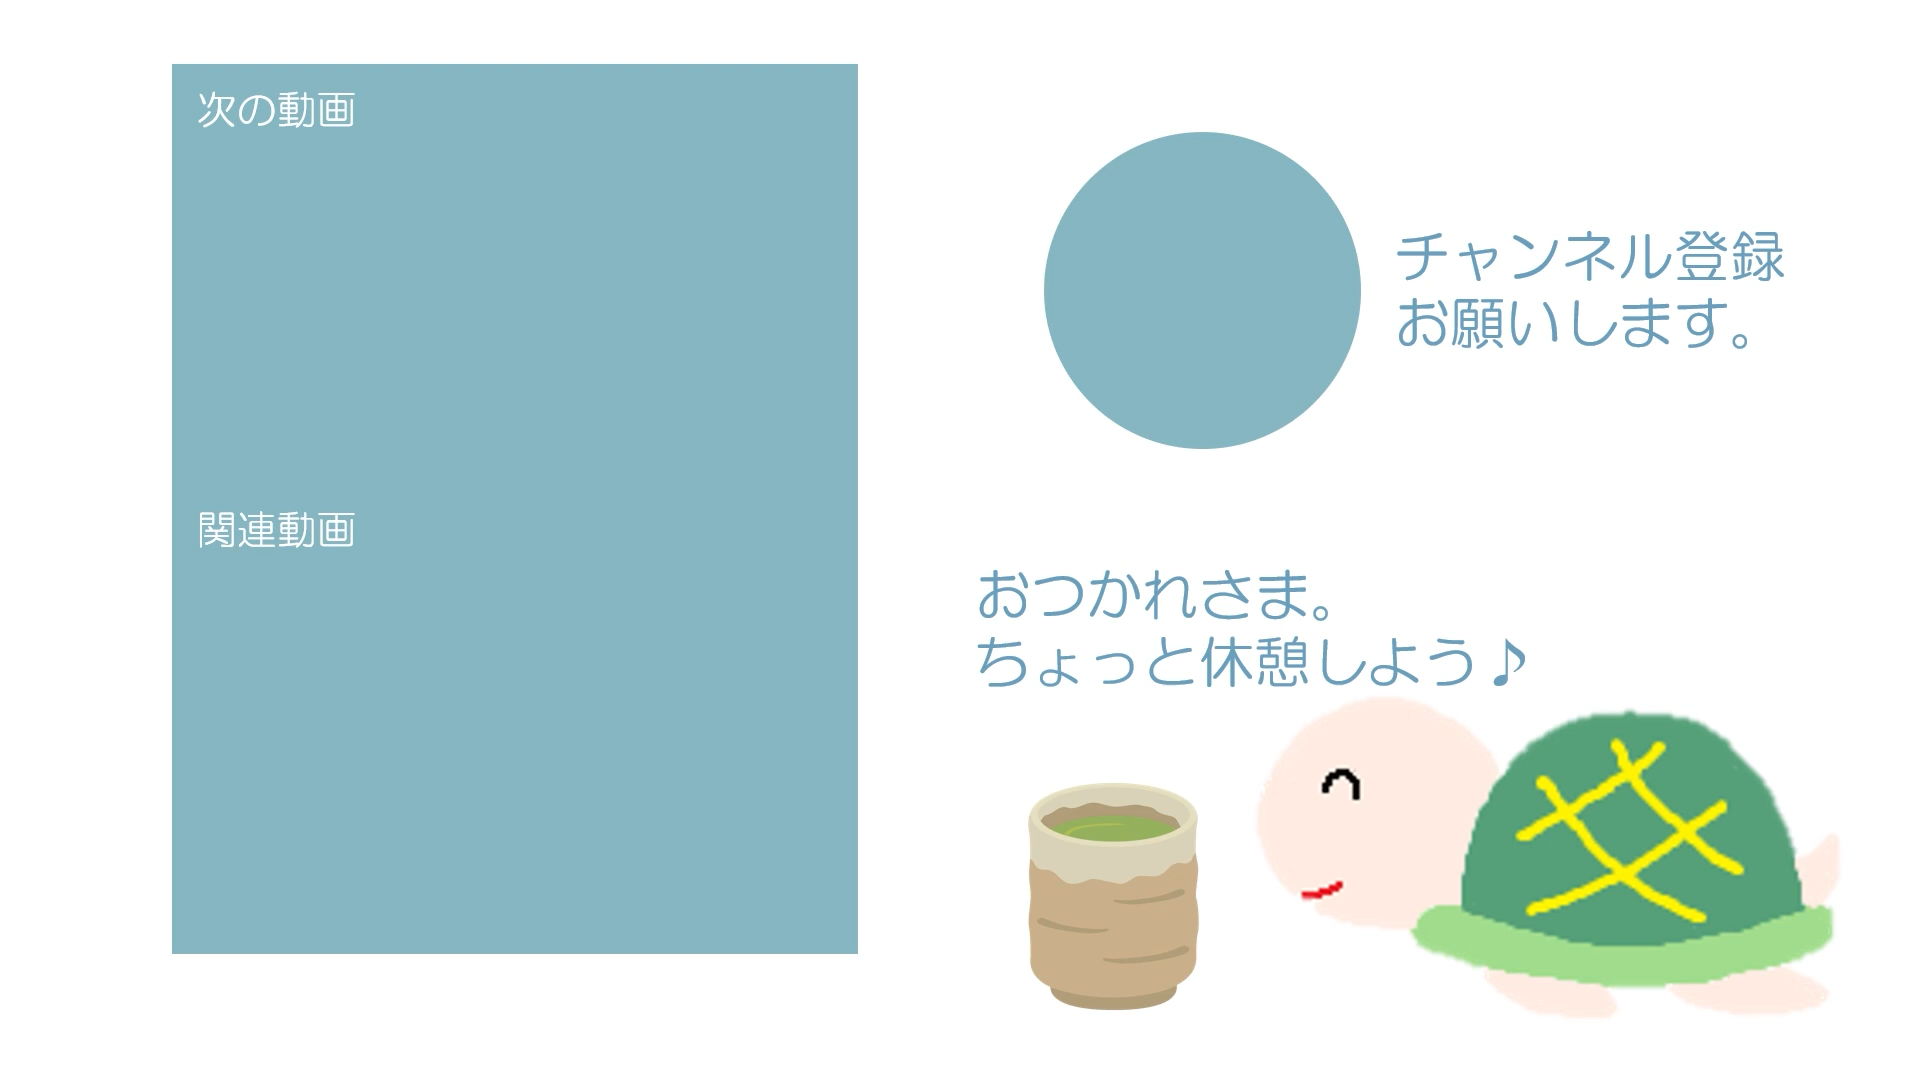 次の動画
関連動画
チャンネル登録
お願いします。
おつかれさま。
ちょっと休憩しよう♪